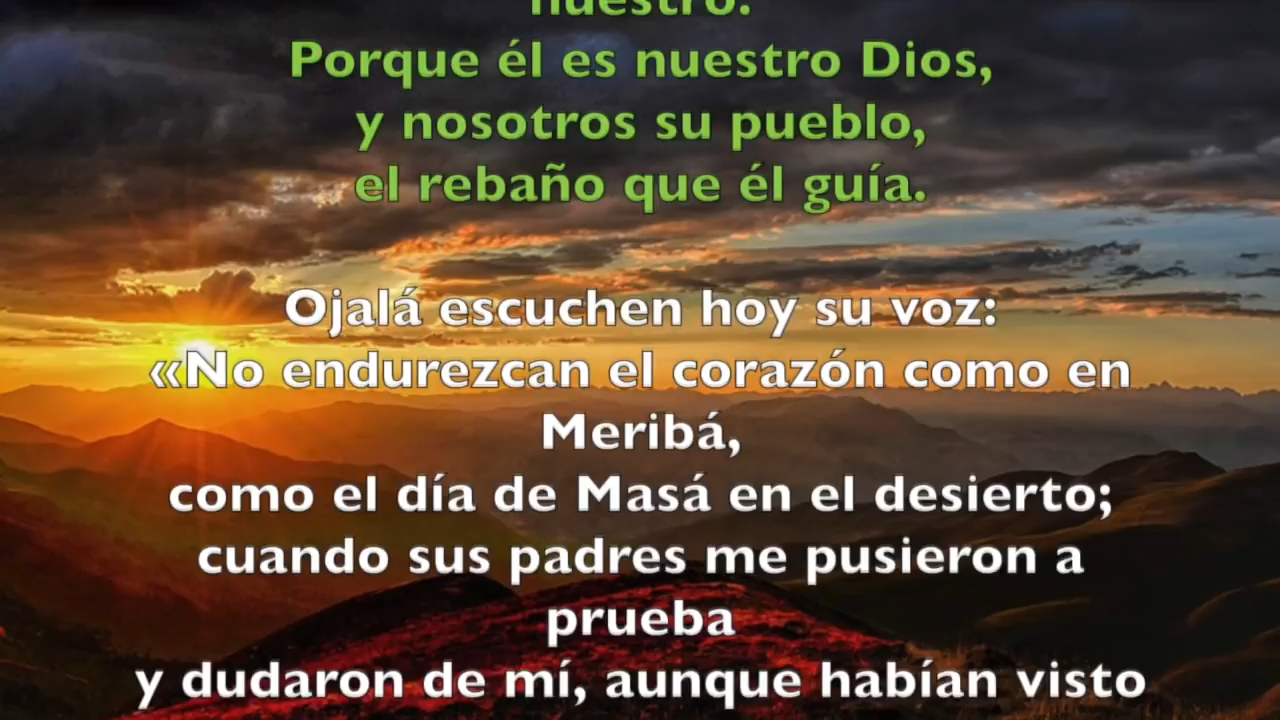 nuestro.
Porque él es nuestro Dios,
y nosotros su pueblo,
el rebaño que él guía.
Ojalá escuchen hoy su voz:
«No endurezcan el corazón como en
Meribá,
como el día de Masá en el desierto;
cuando sus padres me pusieron a
prueba
y dudaron de mí, aunque habían visto